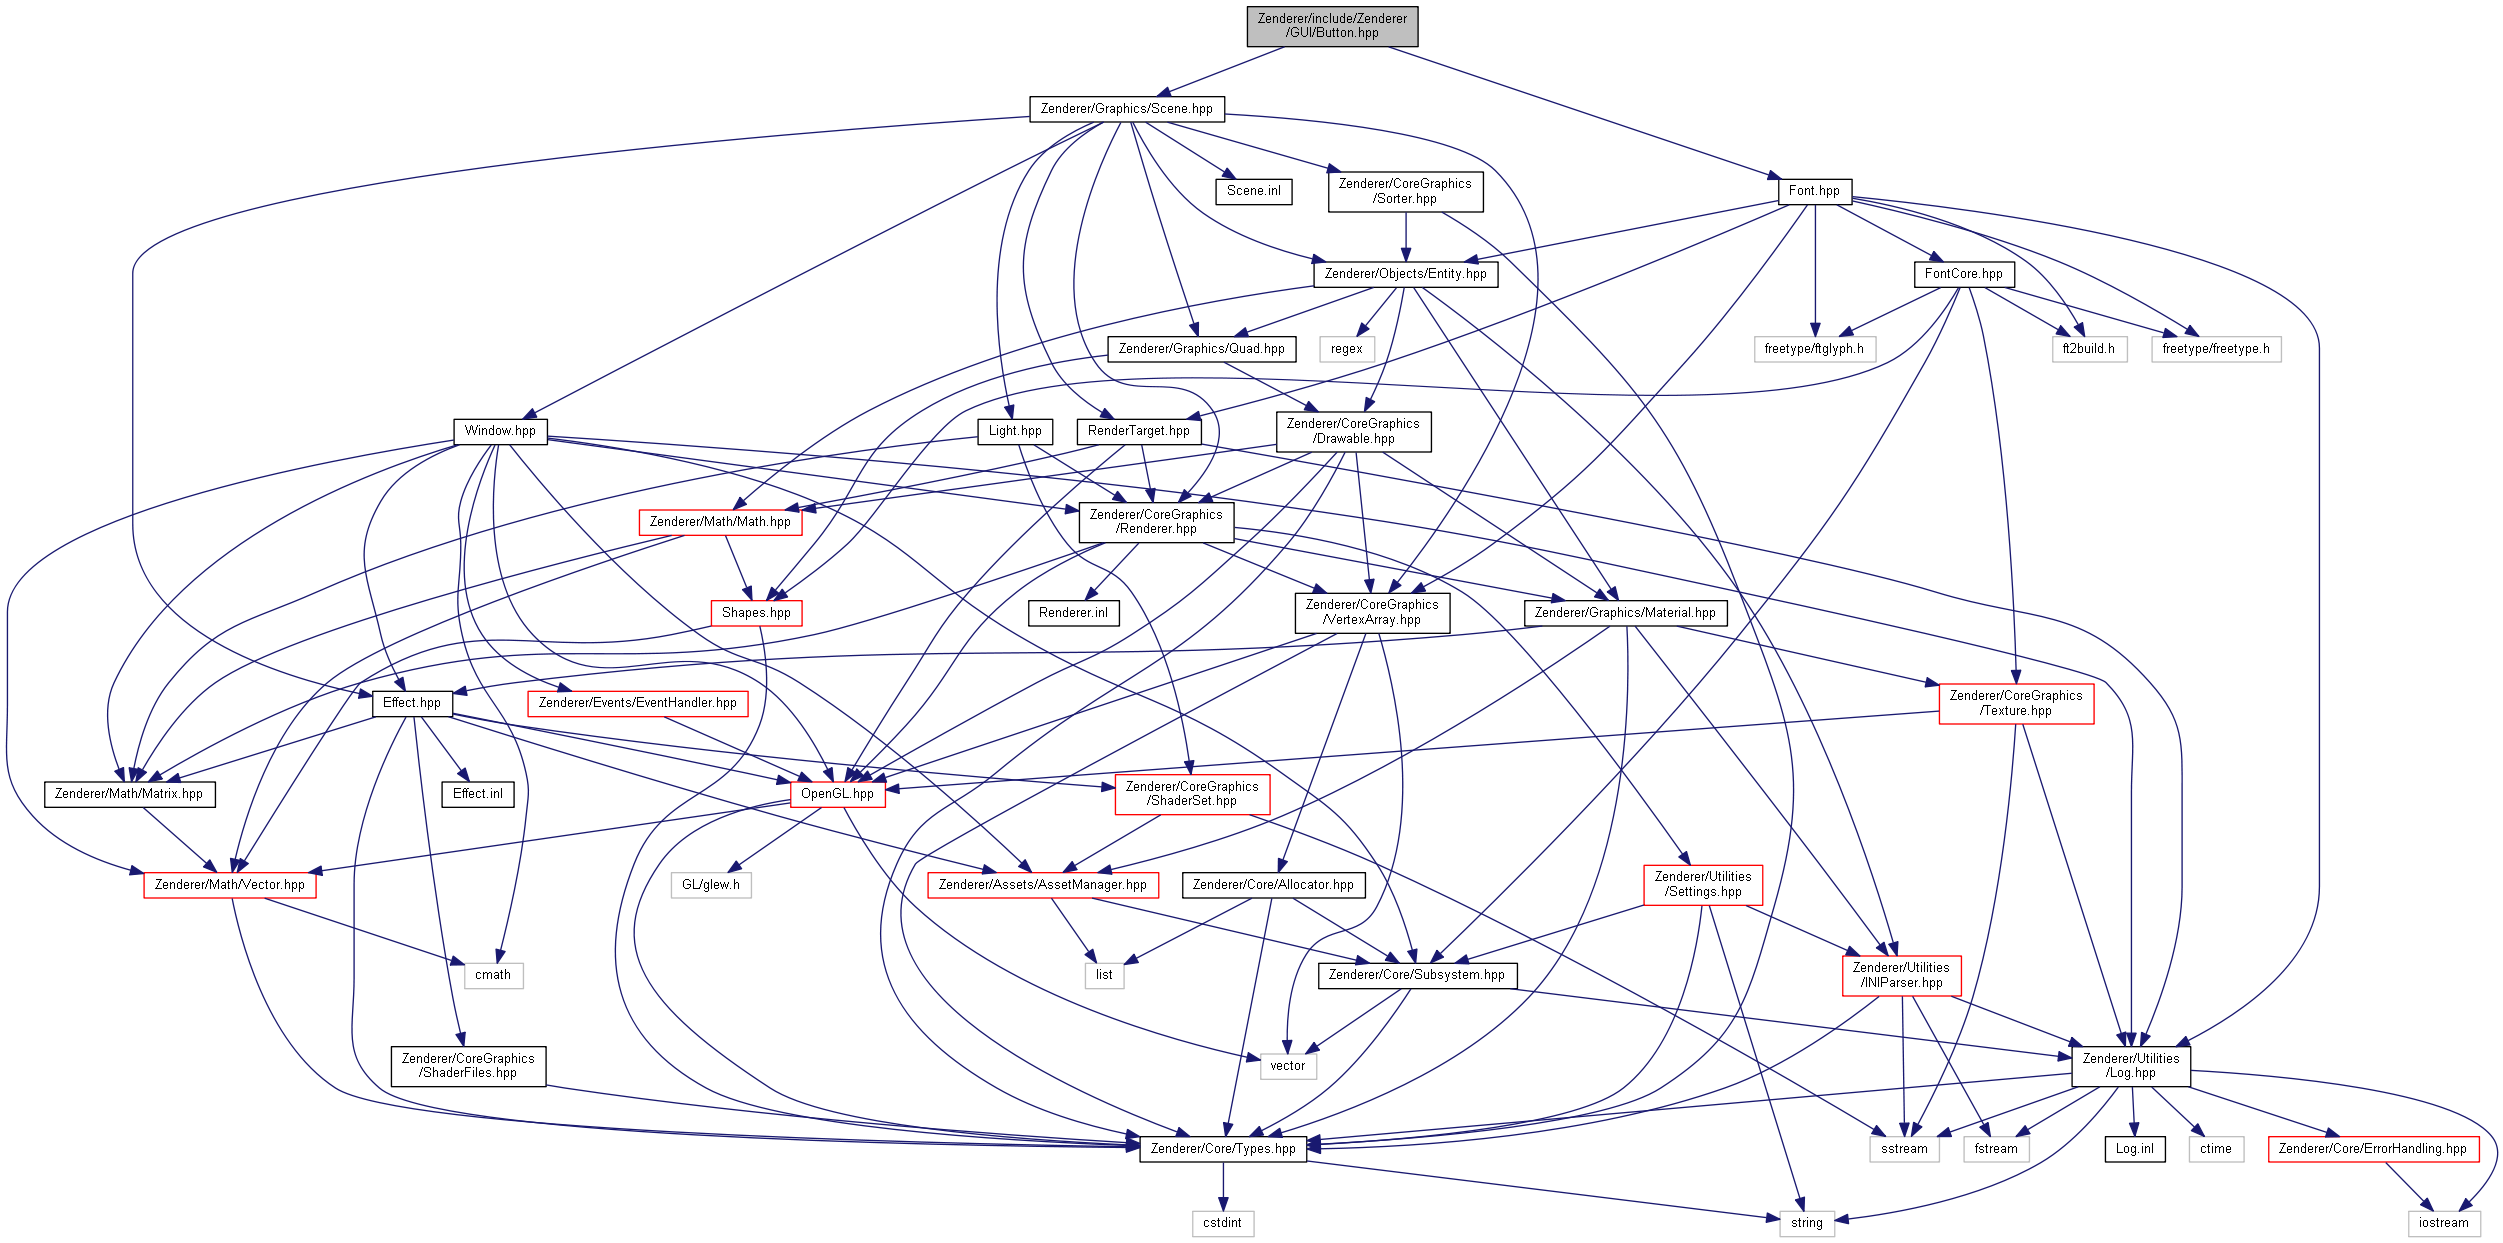 Zenderer/include/Zenderer
/GUI/Button.hpp
Zenderer/Graphics/Scene.hpp
Scene.inl
Zenderer/CoreGraphics
/Sorter.hpp
Font.hpp
Zenderer/Objects/Entity.hpp
FontCore.hpp
Zenderer/Graphics/Quad.hpp
regex
freetype/ftglyph.h
ft2build.h
freetype/freetype.h
Window.hpp
Light.hpp
RenderTarget.hpp
Zenderer/CoreGraphics
/Drawable.hpp
Zenderer/Math/Math.hpp
Zenderer/CoreGraphics
/Renderer.hpp
Shapes.hpp
Renderer.inl
Zenderer/CoreGraphics
/VertexArray.hpp
Zenderer/Graphics/Material.hpp
Effect.hpp
Zenderer/Events/EventHandler.hpp
Zenderer/CoreGraphics
/Texture.hpp
Zenderer/Math/Matrix.hpp
Effect.inl
OpenGL.hpp
Zenderer/CoreGraphics
/ShaderSet.hpp
Zenderer/Math/Vector.hpp
GL/glew.h
Zenderer/Assets/AssetManager.hpp
Zenderer/Core/Allocator.hpp
Zenderer/Utilities
/Settings.hpp
cmath
list
Zenderer/Core/Subsystem.hpp
Zenderer/Utilities
/INIParser.hpp
Zenderer/CoreGraphics
/ShaderFiles.hpp
vector
Zenderer/Utilities
/Log.hpp
Zenderer/Core/Types.hpp
sstream
fstream
Log.inl
ctime
Zenderer/Core/ErrorHandling.hpp
cstdint
string
iostream